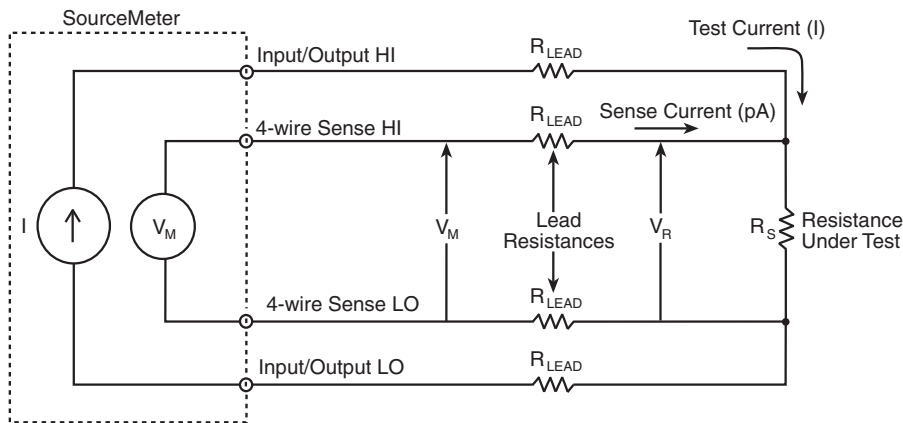 SourceMeter
Input/Output HI
R LEAD
Test Current (I)
4-wire Sense HI
R LEAD
Sense Current (pA)
I
V M
V M
Lead
Resistances
V R
R S
Resistance
Under Test
4-wire Sense LO
R LEAD
Input/Output LO
R LEAD